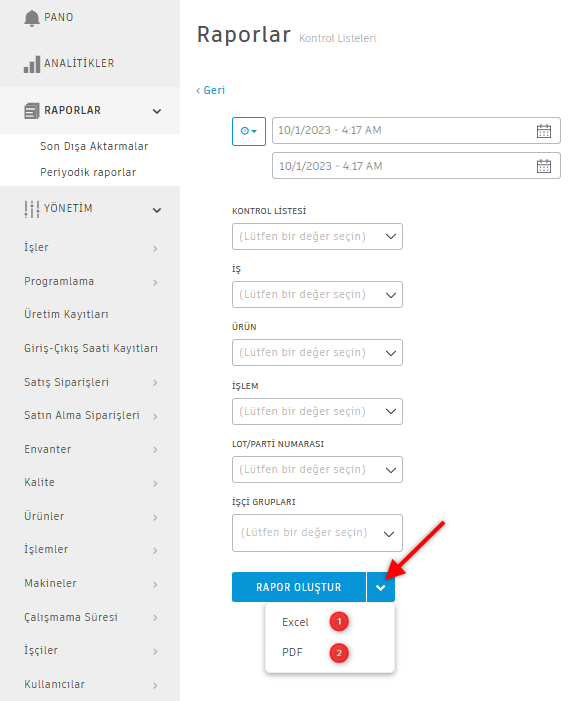 PANO
ANALİTİKLER
RAPORLAR
Son Dışa Aktarmalar
Periyodik raporlar
YÖNETİM
İşler
Programlama
Üretim Kayıtları
Giriş-Çıkış Saati Kayıtları
Satış Siparişleri
Satın Alma Siparişleri
Envanter
Kalite
Ürünler
İşlemler
Makineler
Çalışmama Süresi
İşçiler
Kullanıcılar
Raporlar Kontrol Listeleri
‹ Geri
10/1/2023 - 4:17 AM
10/1/2023 - 4:17 AM
KONTROL LİSTESİ
(Lütfen bir değer seçin)
İŞ
(Lütfen bir değer seçin)
ÜRÜN
(Lütfen bir değer seçin)
İŞLEM
(Lütfen bir değer seçin)
LOT/PARTİ NUMARASI
(Lütfen bir değer seçin)
İŞÇİ GRUPLARI
(Lütfen bir değer seçin)
RAPOR OLUŞTUR
Excel 1
PDF 2